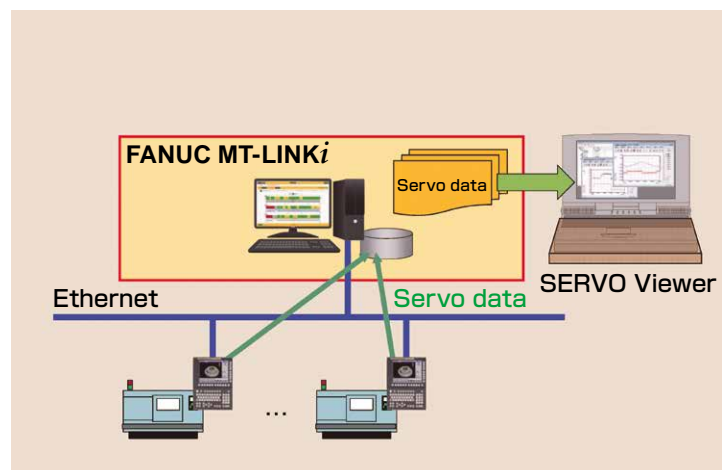 FANUC MT-LINKi
Servo data
SERVO Viewer
Ethernet
Servo data
...